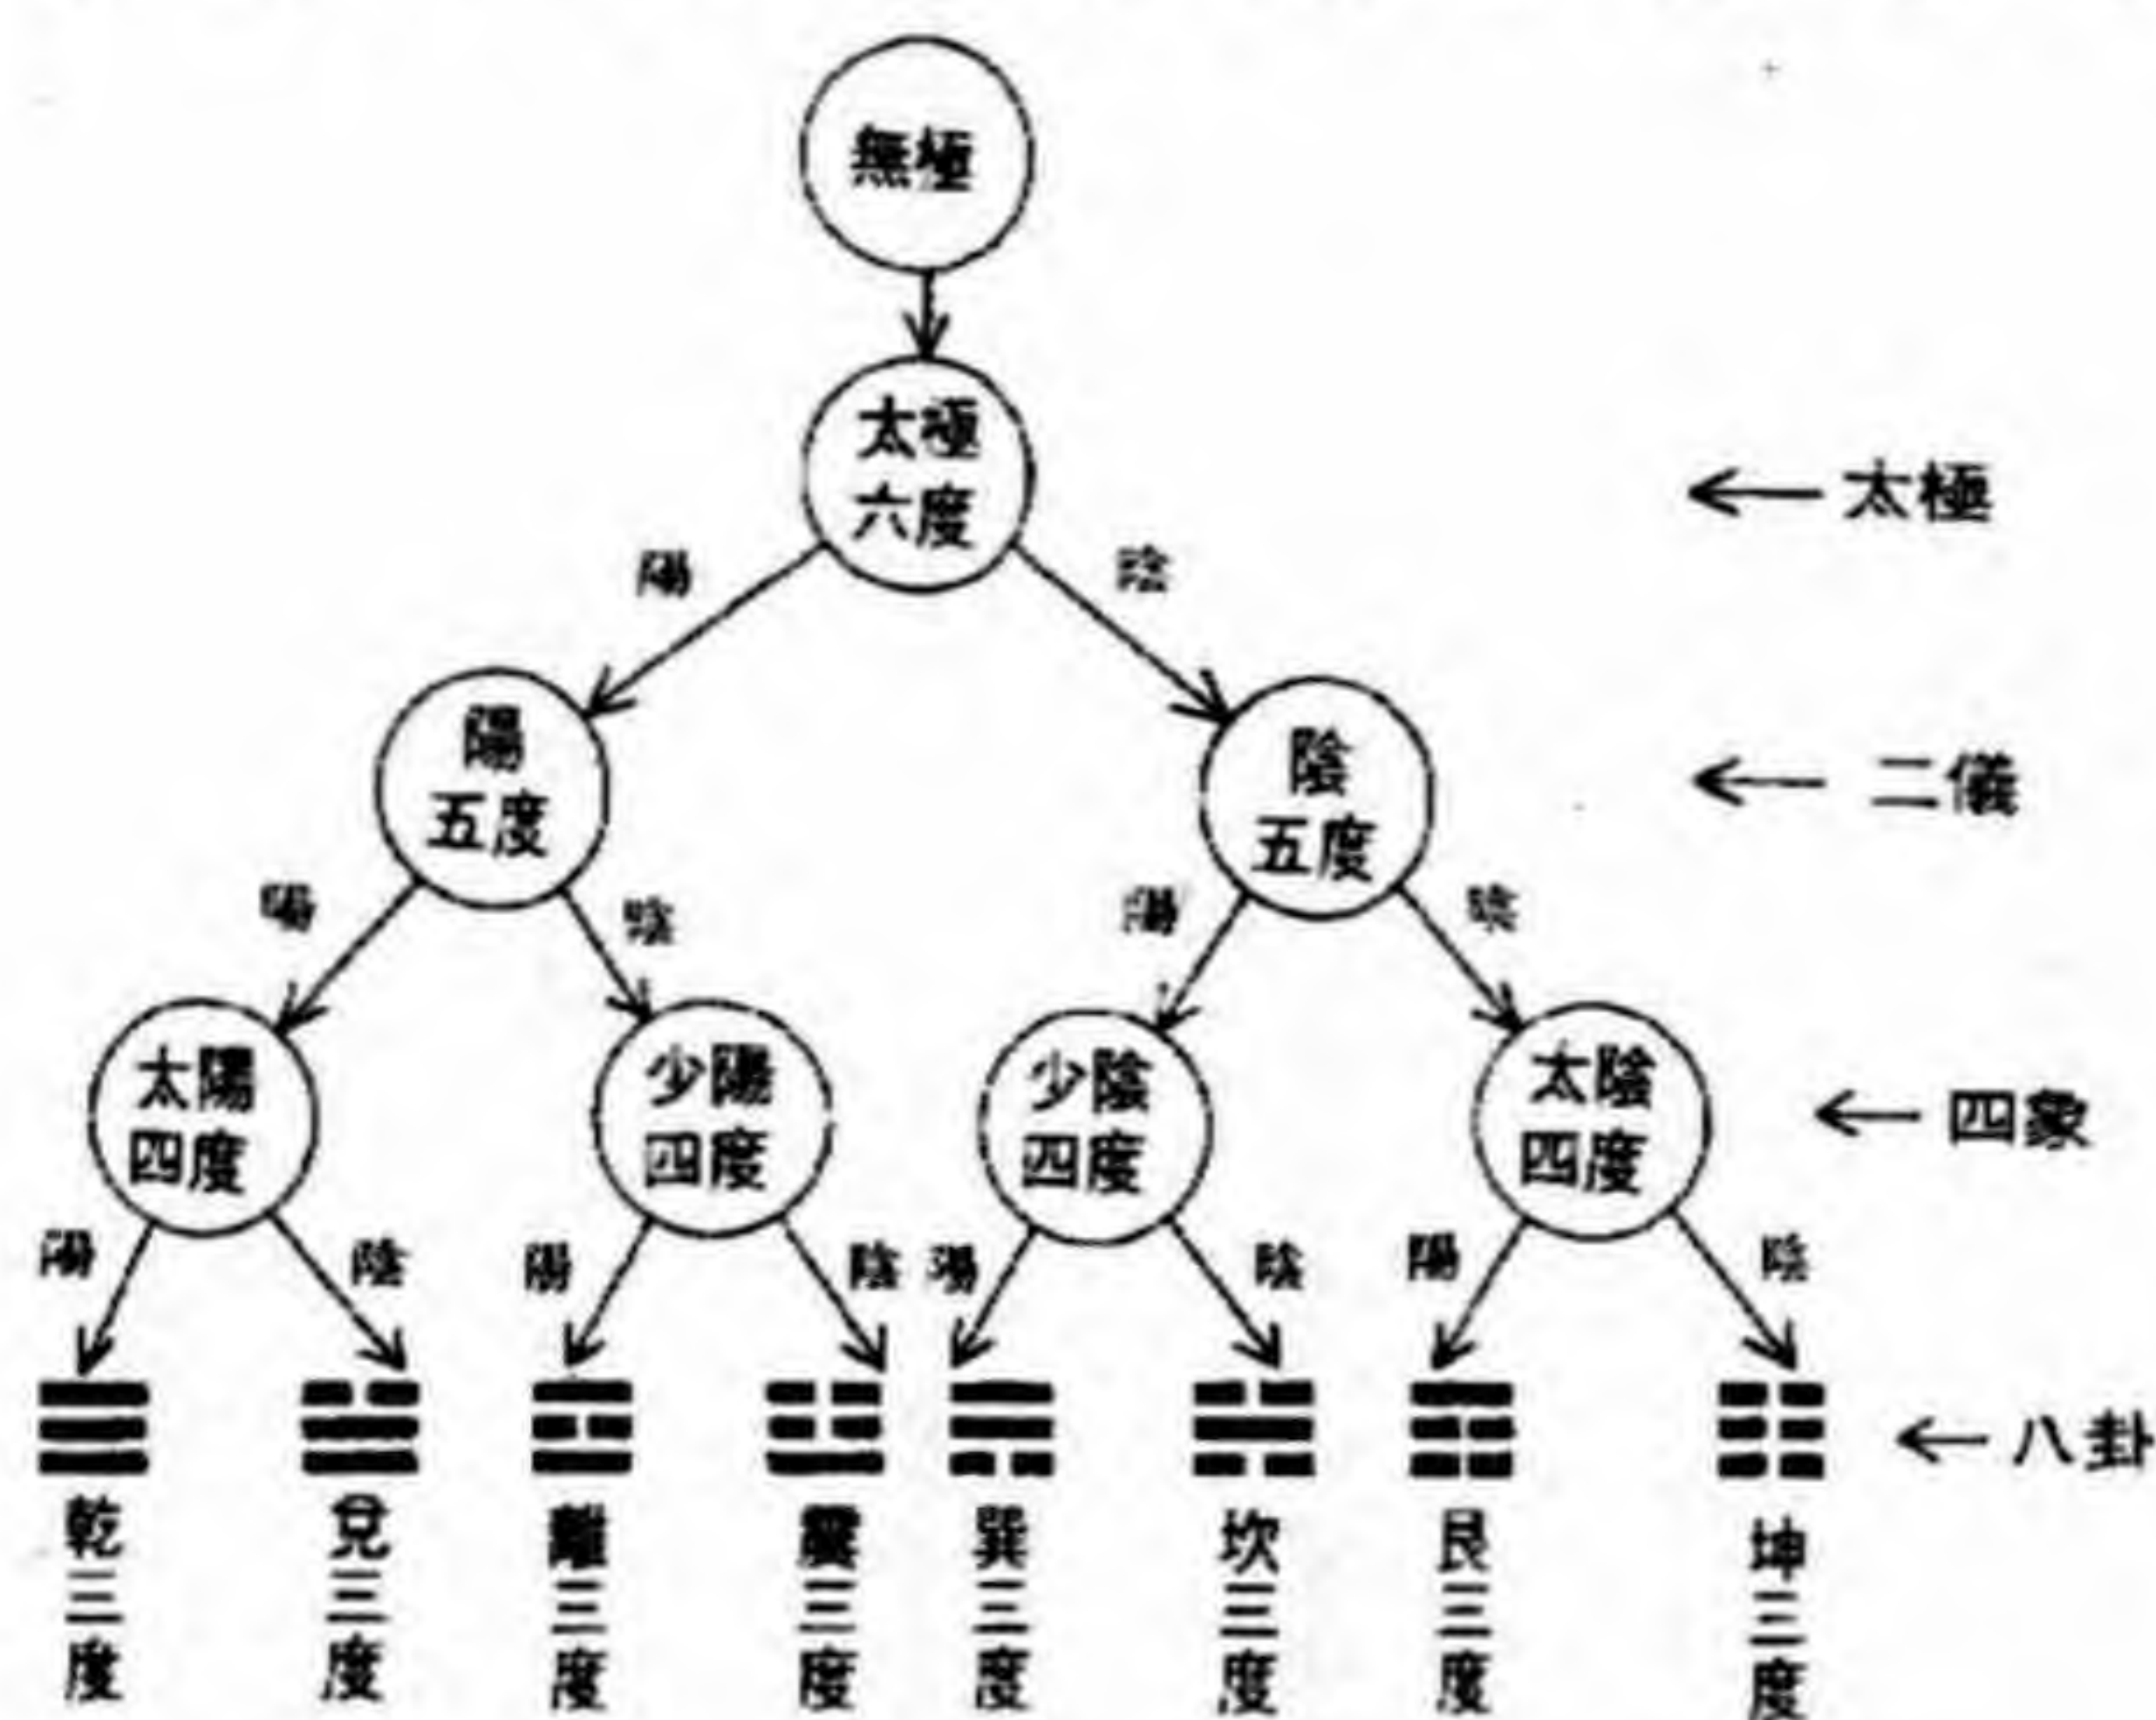 無極
太極
六度
← 太極
陽
陰
陽
五度
陰
五度
← 二儀
陽
陰
陽
陰
太陽
四度
少陽
四度
少陰
四度
太陰
四度
← 四象
陽
陰
陽
陰
陽
陰
陽
陰
☰
☱
☲
☳
☴
☵
☶
☷
← 八卦
乾三度
兌三度
離三度
震三度
巽三度
坎三度
艮三度
坤三度